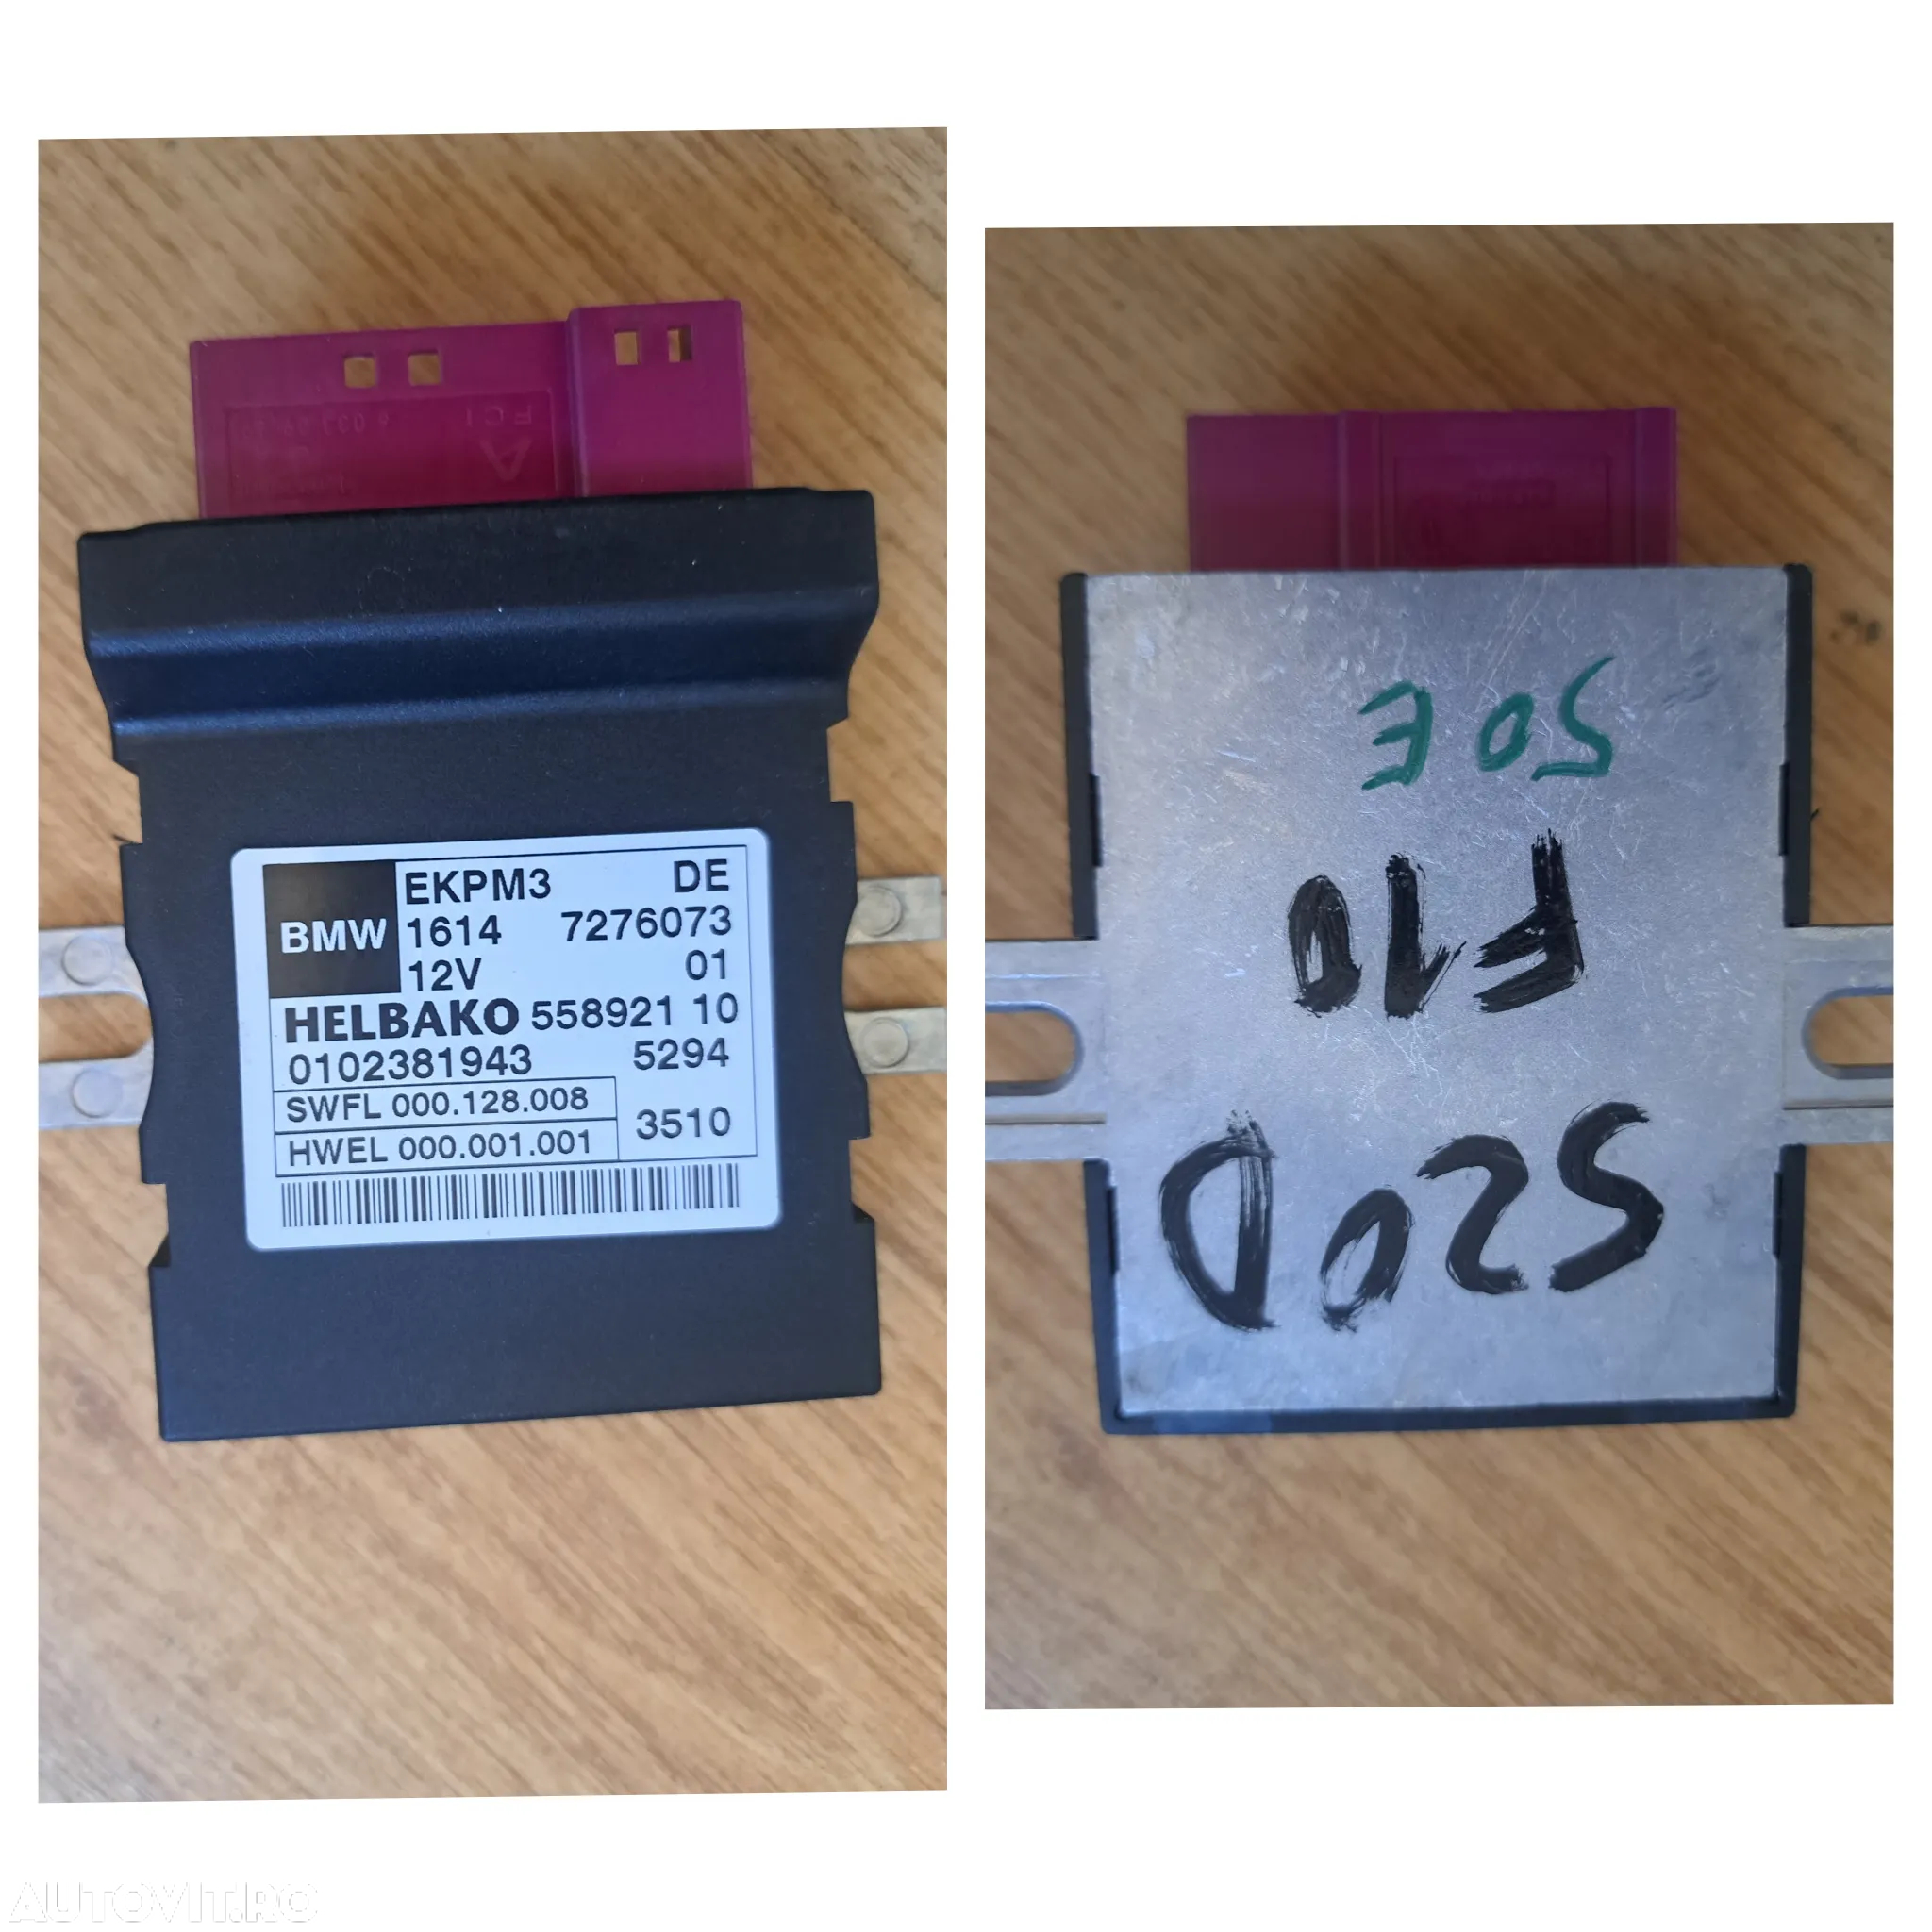 FCI
A
BMW
EKPM3 DE
1614 7276073
12V 01
HELBAKO 558921 10
0102381943 5294
SWFL 000.128.008
3510
HWEL 000.001.001
50E
F10
520D
AUTOVIT.RO